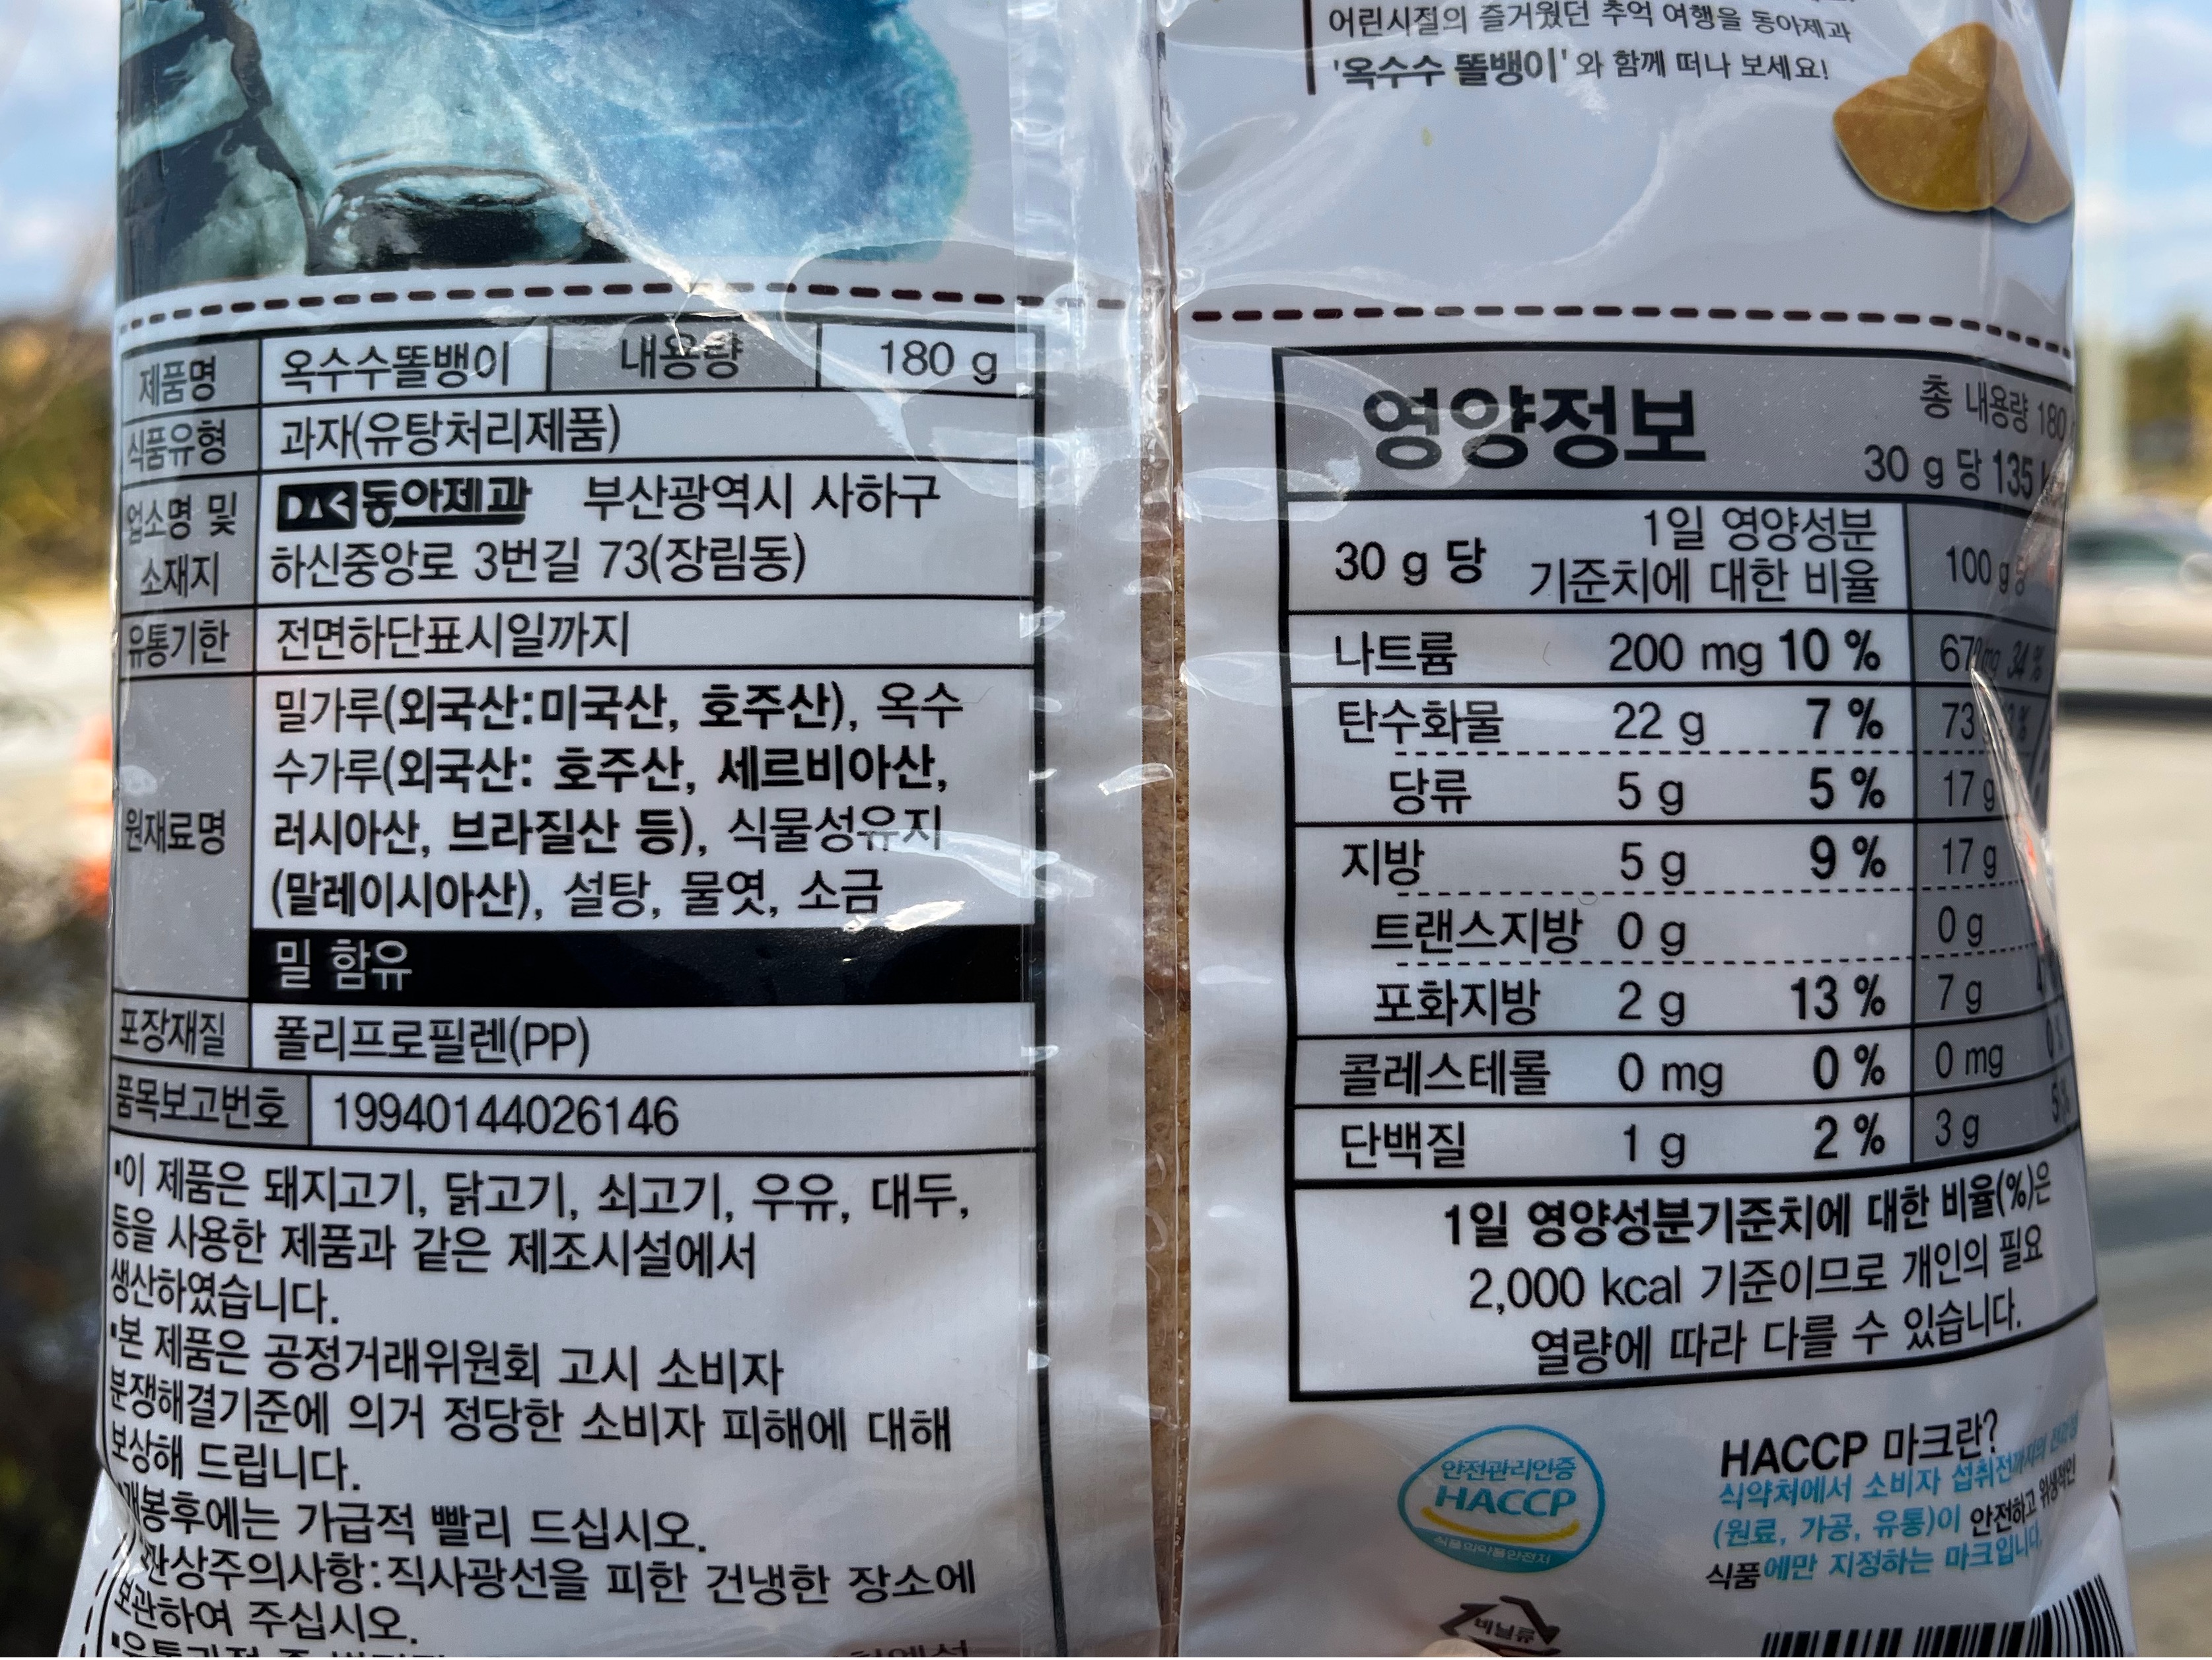 어린시절의 즐거웠던 추억 여행을 동아제과
'옥수수 똘뱅이'와 함께 떠나 보세요!
제품명 옥수수똘뱅이 내용량 180 g
식품유형 과자(유탕처리제품)
업소명 및 소재지 DAC동아제과 부산광역시 사하구
하신중앙로 3번길 73(장림동)
유통기한 전면하단표시일까지
원재료명 밀가루(외국산:미국산, 호주산), 옥수
수가루(외국산: 호주산, 세르비아산,
러시아산, 브라질산 등), 식물성유지
(말레이시아산), 설탕, 물엿, 소금
밀 함유
포장재질 폴리프로필렌(PP)
품목보고번호 19940144026146
▪이 제품은 돼지고기, 닭고기, 쇠고기, 우유, 대두,
등을 사용한 제품과 같은 제조시설에서
생산하였습니다.
▪본 제품은 공정거래위원회 고시 소비자
분쟁해결기준에 의거 정당한 소비자 피해에 대해
보상해 드립니다.
개봉후에는 가급적 빨리 드십시오.
직사광선을 피한 건냉한 장소에
보관하여 주십시오.
영양정보
총 내용량 180
30 g 당 135
30 g 당 1일 영양성분
기준치에 대한 비율 100 g 당
나트륨 200 mg 10 % 34 %
탄수화물 22 g 7 % 73
당류 5 g 5 % 17 g
지방 5 g 9 % 17 g
트랜스지방 0 g 0 g
포화지방 2 g 13 % 7 g
콜레스테롤 0 mg 0 % 0 mg 0 %
단백질 1 g 2 % 3 g 5 %
1일 영양성분기준치에 대한 비율(%)은
2,000 kcal 기준이므로 개인의 필요
열량에 따라 다를 수 있습니다.
안전관리인증
HACCP
식품의약품안전처
HACCP 마크란?
식약처에서 소비자 섭취전까지의
(원료, 가공, 유통)이 안전하고 위생적인
식품에만 지정하는 마크입니다.
비닐류